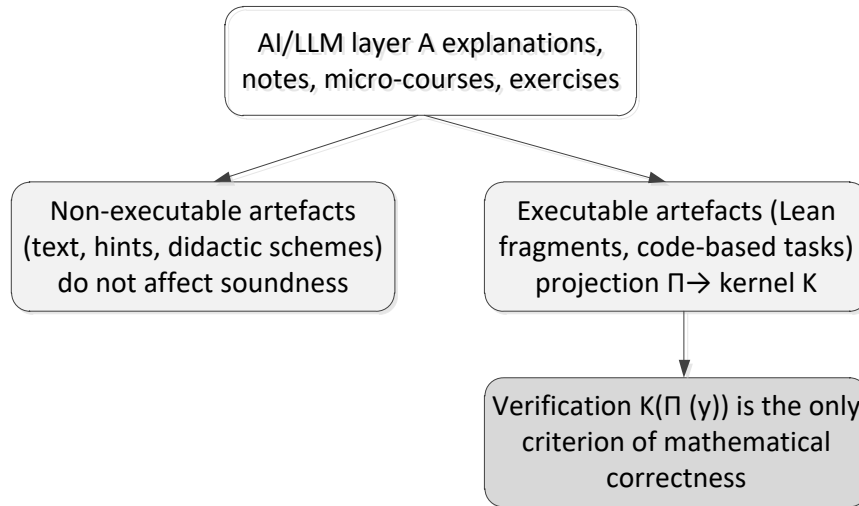 AI/LLM layer A explanations,
notes, micro-courses, exercises
Non-executable artefacts
(text, hints, didactic schemes)
do not affect soundness
Executable artefacts (Lean
fragments, code-based tasks)
projection Π→ kernel K
Verification K(Π (y)) is the only
criterion of mathematical
correctness